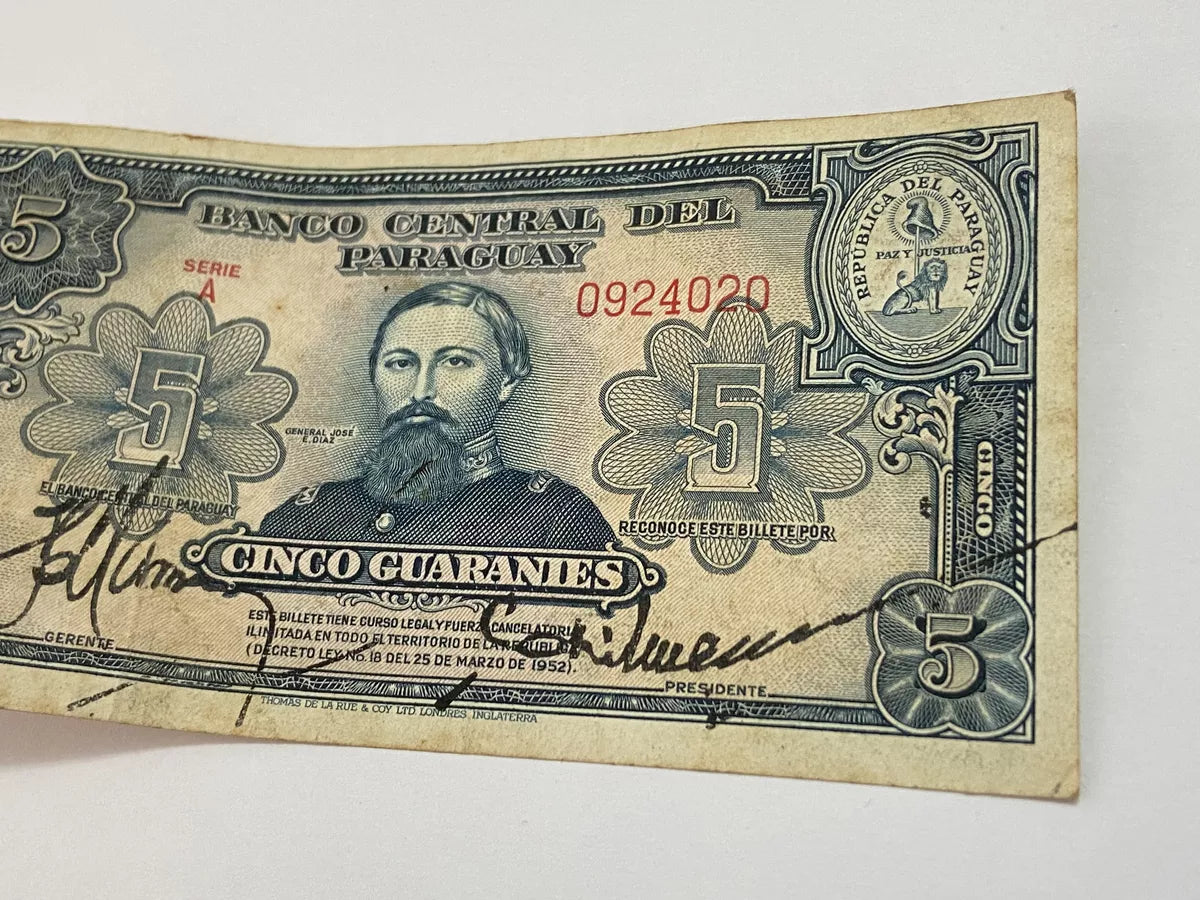 BANCO CENTRAL DEL
PARAGUAY
REPUBLICA DEL PARAGUAY
PAZ Y JUSTICIA
5
SERIE
A
0924020
5
5
GENERAL JOSE
E. DIAZ
CINCO
EL BANCO CENTRAL DEL PARAGUAY
RECONOCE ESTE BILLETE POR
CINCO GUARANIES
ESTE BILLETE TIENE CURSO LEGAL Y FUERZA CANCELATORIA
ILIMITADA EN TODO EL TERRITORIO DE LA REPUBLICA
(DECRETO LEY No. 18 DEL 25 DE MARZO DE 1952).
5
GERENTE
PRESIDENTE
THOMAS DE LA RUE & COY LTD. LONDRES INGLATERRA